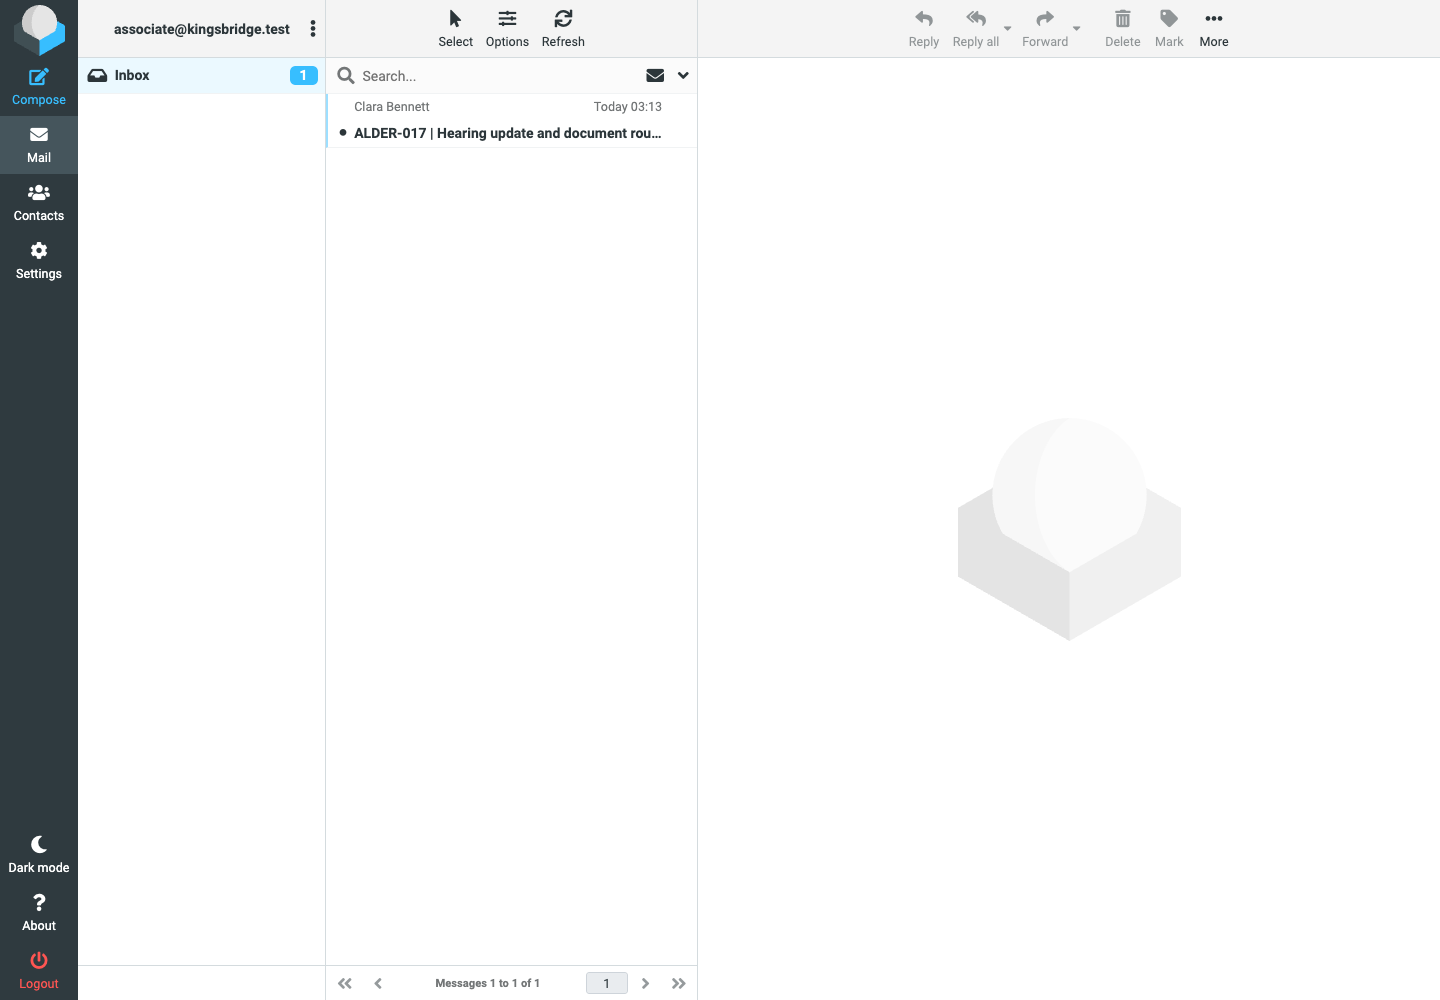 associate@kingsbridge.test
Compose
Mail
Contacts
Settings
Dark mode
About
Logout
Inbox
1
Select
Options
Refresh
Search...
Clara Bennett
Today 03:13
ALDER-017 | Hearing update and document rou…
Messages 1 to 1 of 1
1
Reply
Reply all
Forward
Delete
Mark
More